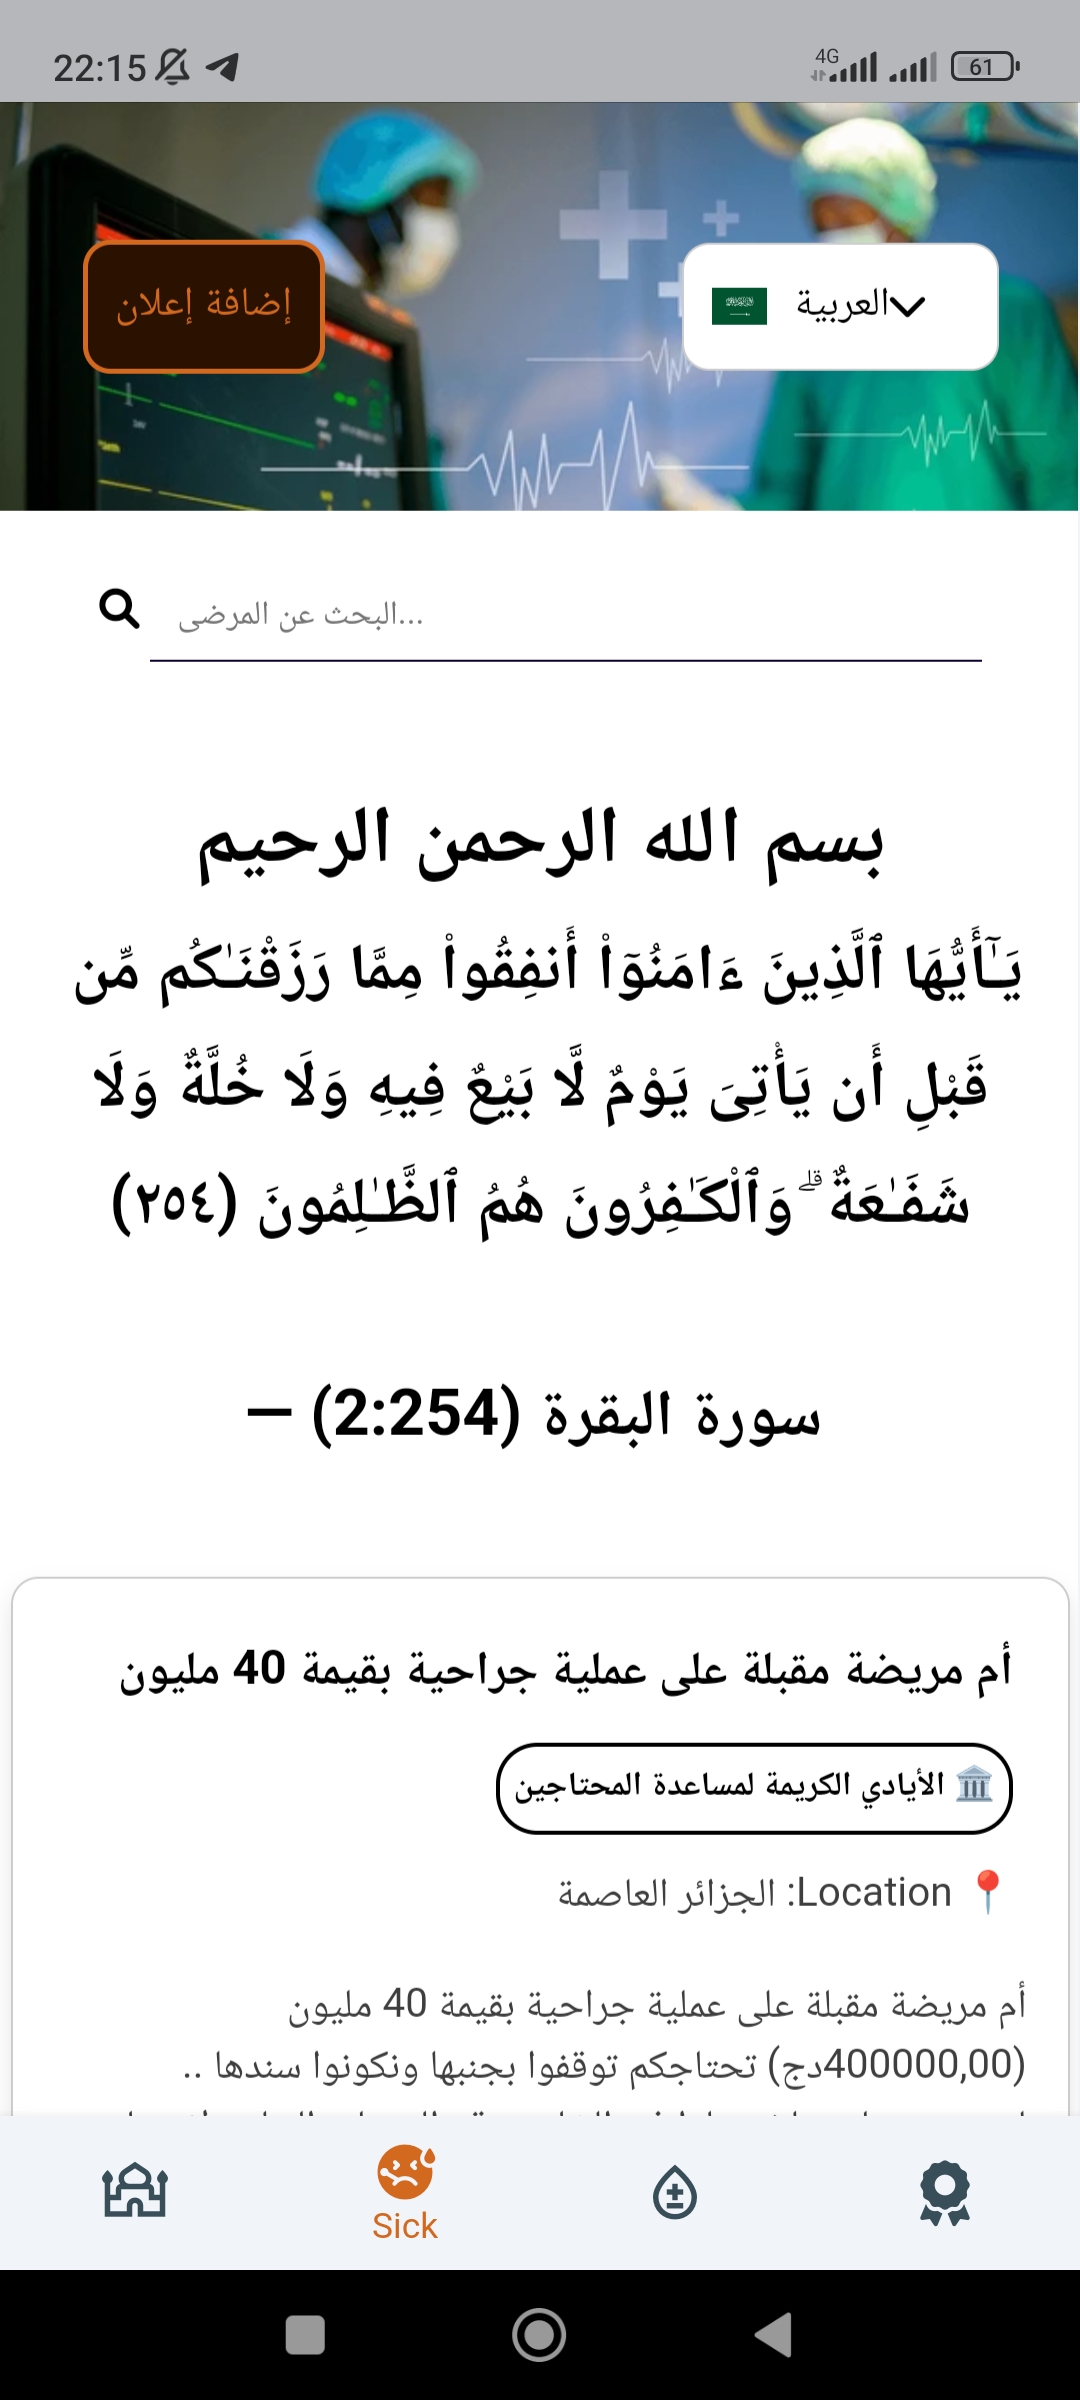 22:15
4G
61
إضافة إعلان
العربية
البحث عن المرضى...
بسم الله الرحمن الرحيم
يَـٰٓأَيُّهَا ٱلَّذِينَ ءَامَنُوٓا۟ أَنفِقُوا۟ مِمَّا رَزَقْنَـٰكُم مِّن
قَبْلِ أَن يَأْتِىَ يَوْمٌ لَّا بَيْعٌ فِيهِ وَلَا خُلَّةٌ وَلَا
شَفَـٰعَةٌ ۗ وَٱلْكَـٰفِرُونَ هُمُ ٱلظَّـٰلِمُونَ (٢٥٤)
سورة البقرة (2:254) —
أم مريضة مقبلة على عملية جراحية بقيمة 40 مليون
🏛️ الأيادي الكريمة لمساعدة المحتاجين
📍 Location: الجزائر العاصمة
أم مريضة مقبلة على عملية جراحية بقيمة 40 مليون
(400000,00دج) تحتاجكم توقفوا بجنبها ونكونوا سندها ..
Sick